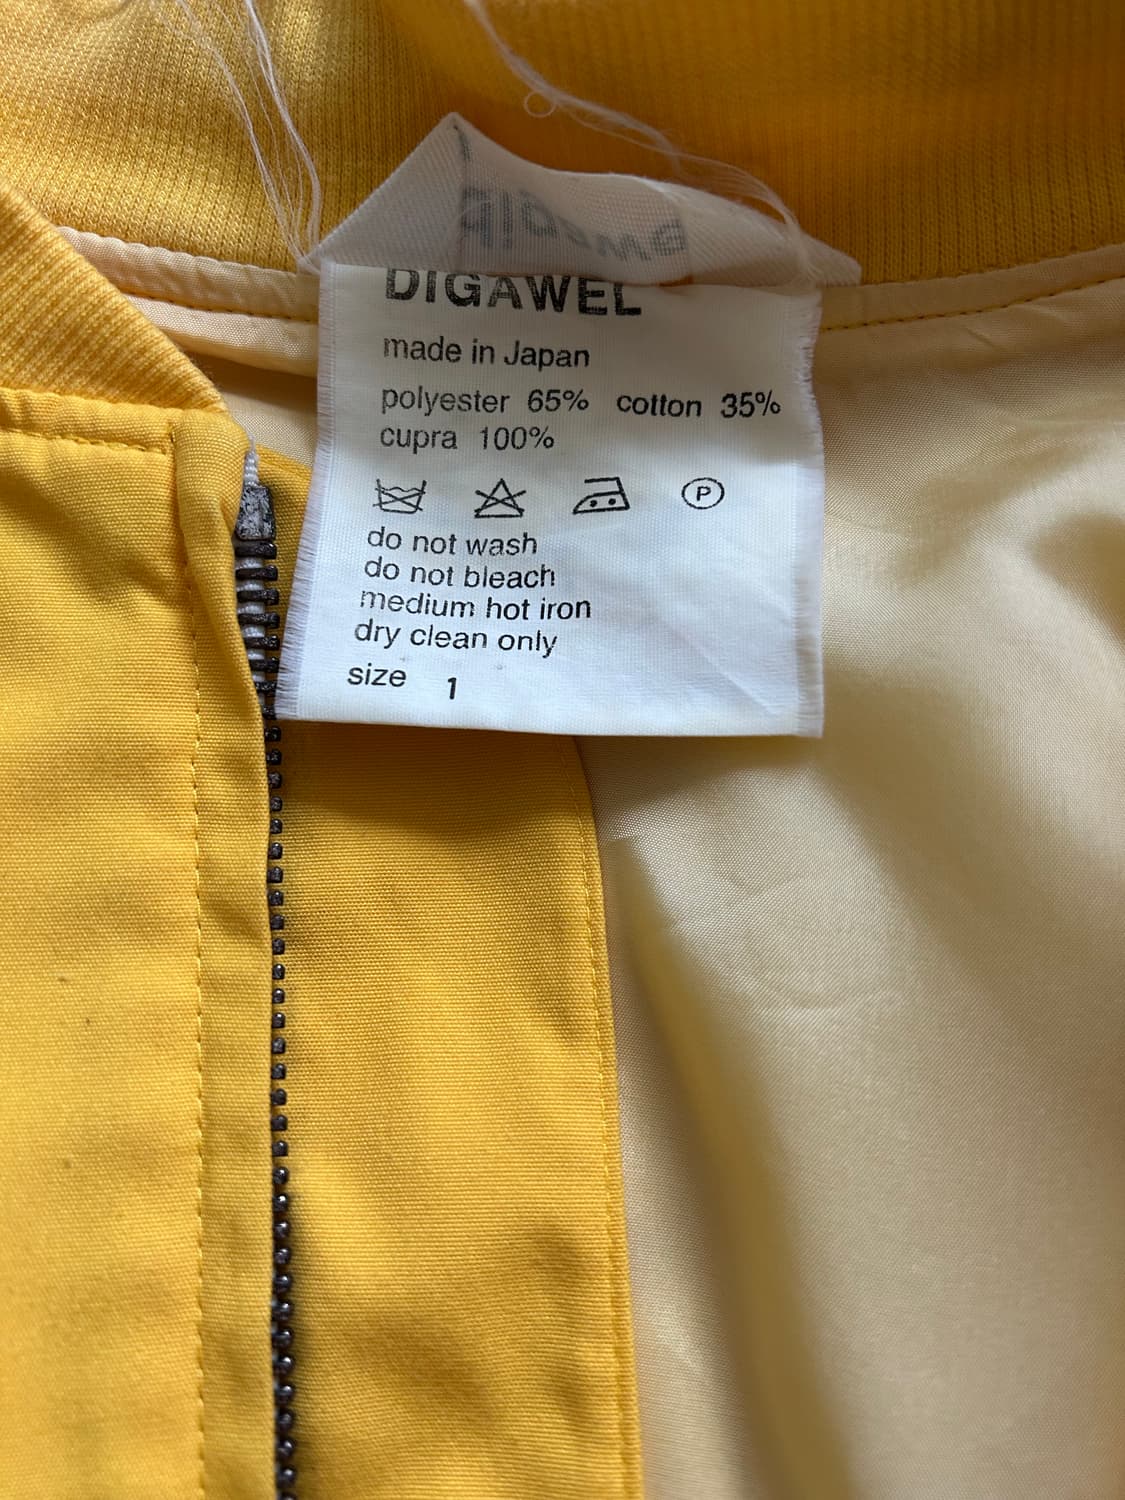 DIGAWEL
made in Japan
polyester 65% cotton 35%
cupra 100%
P
do not wash
do not bleach
medium hot iron
dry clean only
size 1